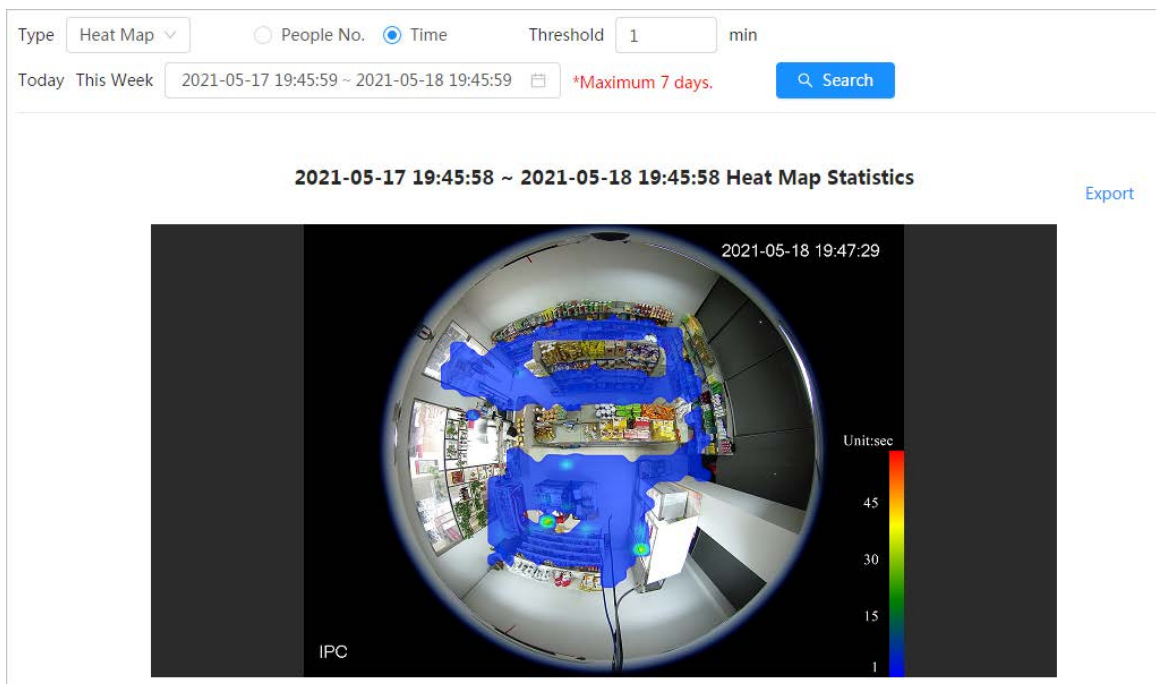 Type Heat Map People No. Time Threshold 1 min
Today This Week 2021-05-17 19:45:59 ~ 2021-05-18 19:45:59 *Maximum 7 days. Search
2021-05-17 19:45:58 ~ 2021-05-18 19:45:58 Heat Map Statistics
Export
2021-05-18 19:47:29
Unit:sec
45
30
15
1
IPC